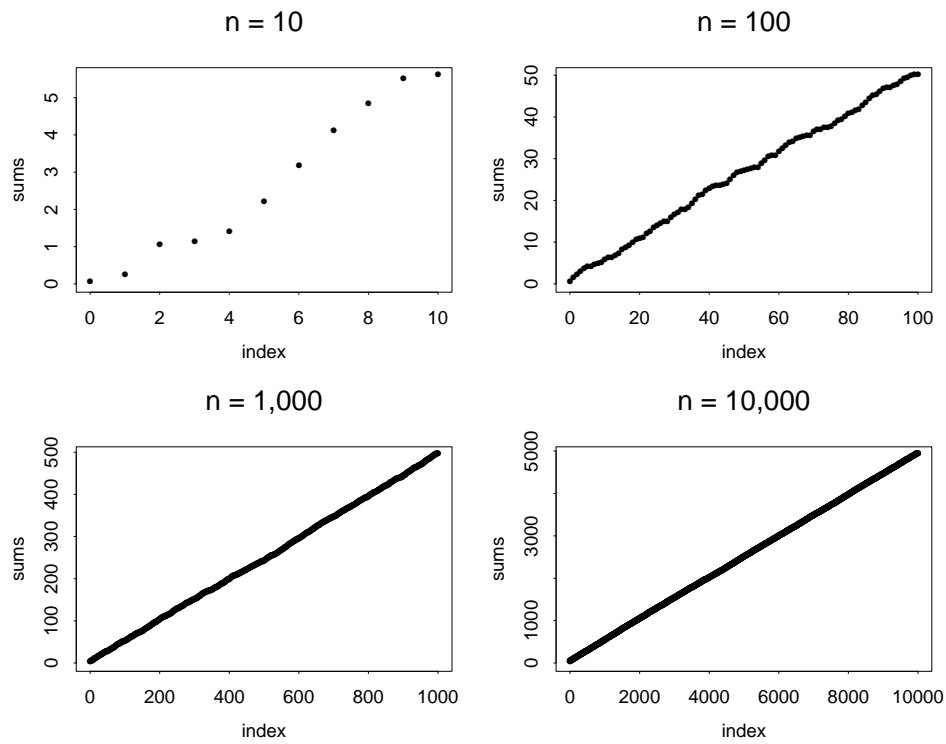 n = 10
sums
0 1 2 3 4 5
0 2 4 6 8 10
index
n = 100
sums
0 10 20 30 40 50
0 20 40 60 80 100
index
n = 1,000
sums
0 100 200 300 400 500
0 200 400 600 800 1000
index
n = 10,000
sums
0 1000 3000 5000
0 2000 4000 6000 8000 10000
index